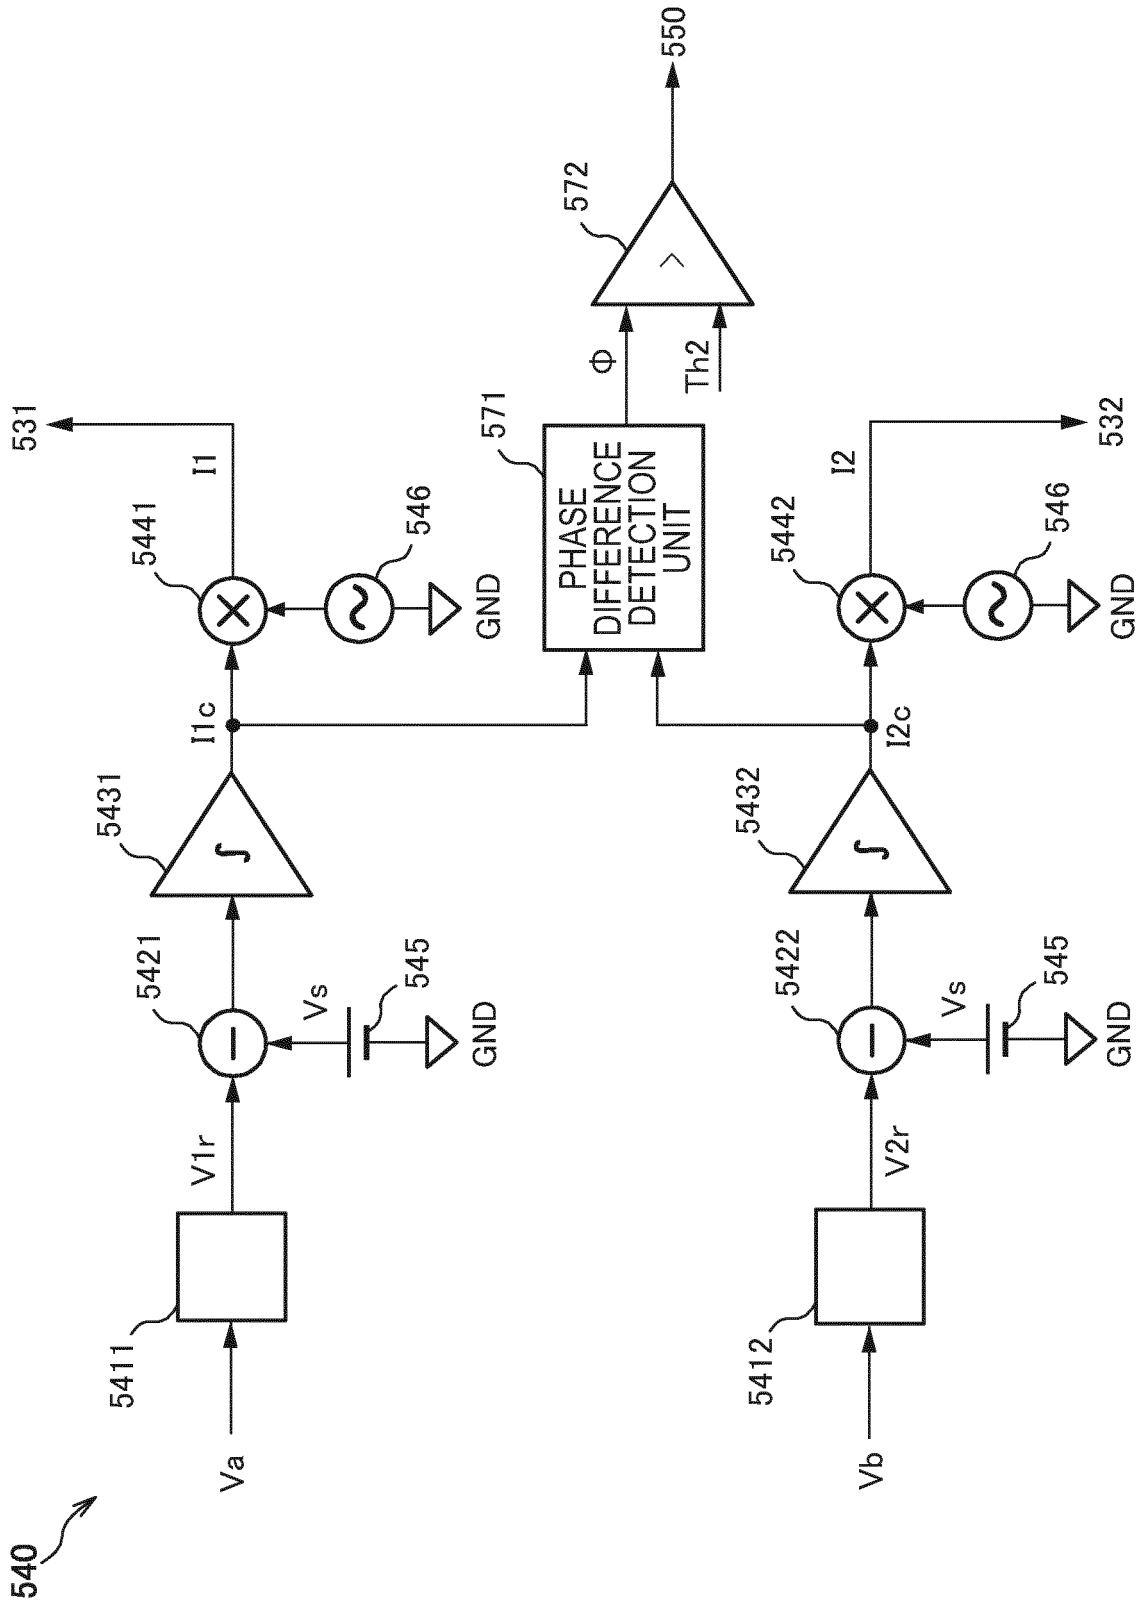 540
Va
5411
V1r
5421
Vs
545
GND
5431
I1c
5441
546
GND
I1
531
PHASE
DIFFERENCE
DETECTION
UNIT
571
Φ
Th2
572
>
550
Vb
5412
V2r
5422
Vs
545
GND
5432
I2c
5442
546
GND
I2
532